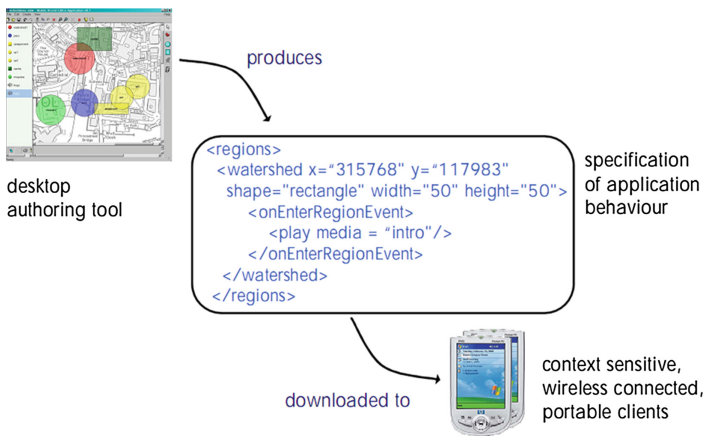 produces
<regions>
<watershed x=“315768" y=“117983"
shape="rectangle" width="50" height="50">
<onEnterRegionEvent>
<play media = “intro"/>
</onEnterRegionEvent>
</watershed>
</regions>
desktop
authoring tool
specification
of application
behaviour
downloaded to
context sensitive,
wireless connected,
portable clients